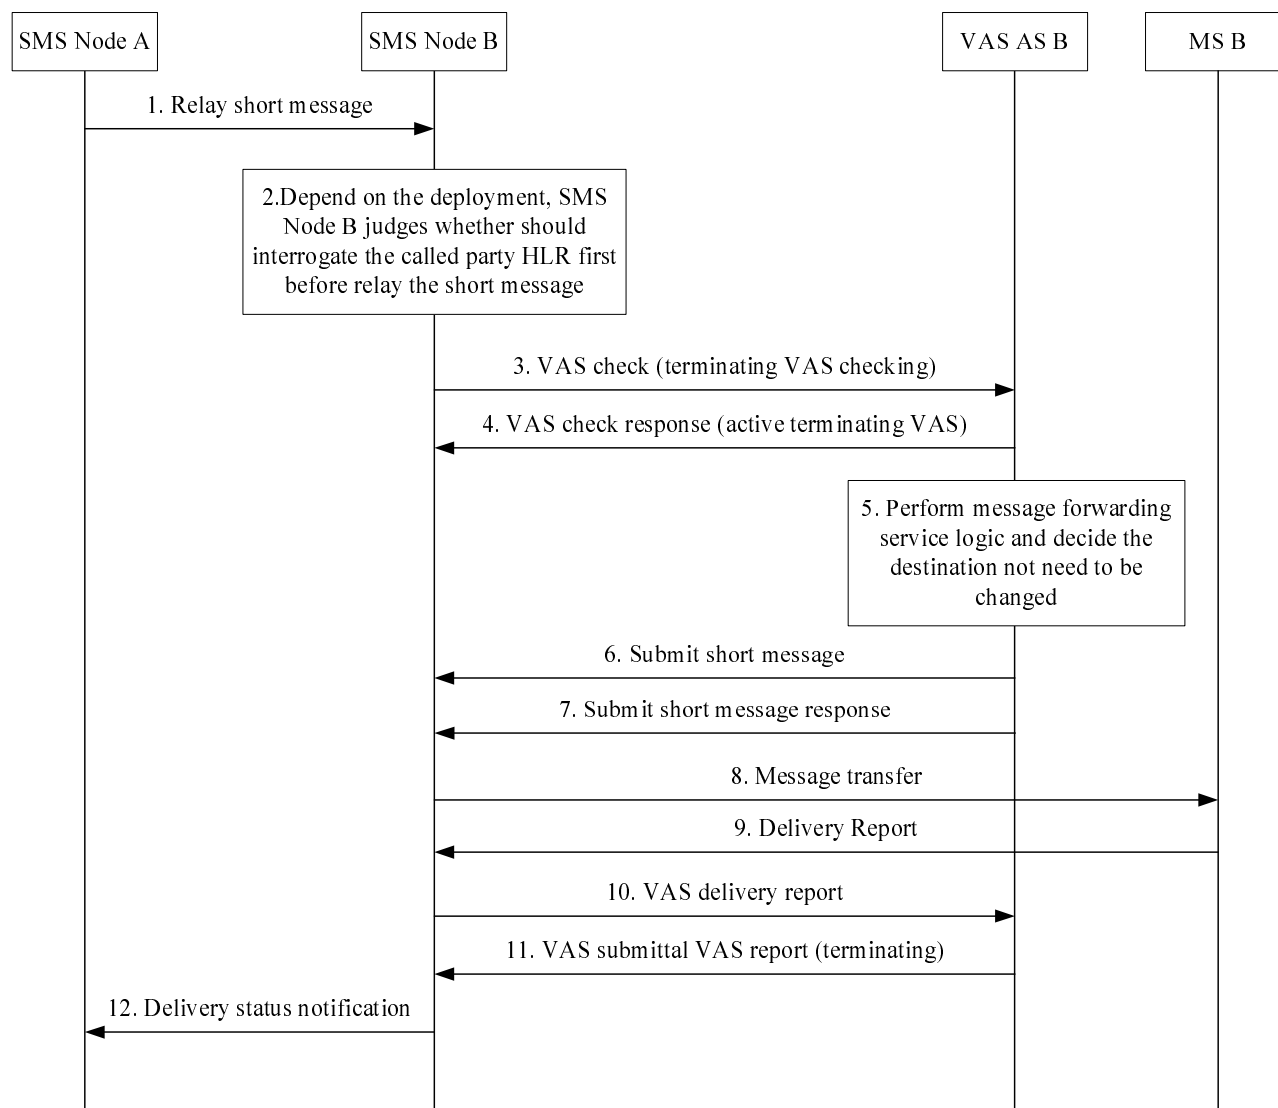 SMS Node A
SMS Node B
VAS AS B
MS B
1. Relay short message
2.Depend on the deployment, SMS
Node B judges whether should
interrogate the called party HLR first
before relay the short message
3. VAS check (terminating VAS checking)
4. VAS check response (active terminating VAS)
5. Perform message forwarding
service logic and decide the
destination not need to be
changed
6. Submit short message
7. Submit short message response
8. Message transfer
9. Delivery Report
10. VAS delivery report
11. VAS submittal VAS report (terminating)
12. Delivery status notification